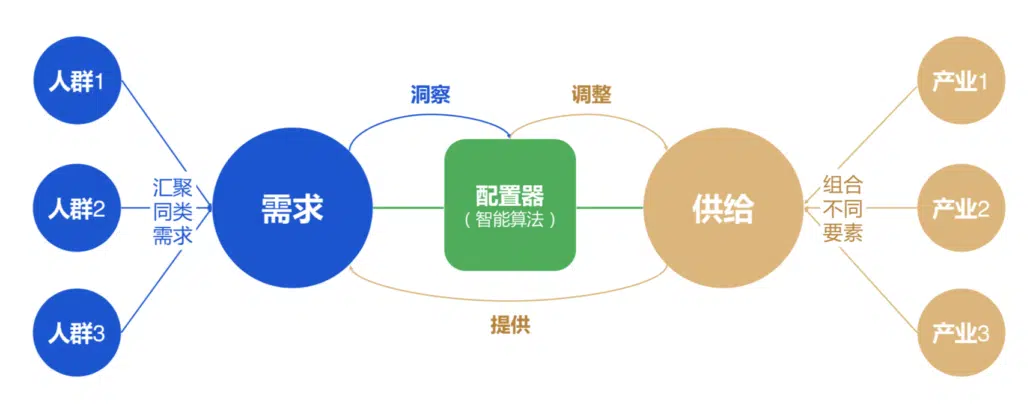 人群1
人群2
人群3
汇聚
同类
需求
需求
洞察
配置器
（智能算法）
调整
提供
供给
组合
不同
要素
产业1
产业2
产业3